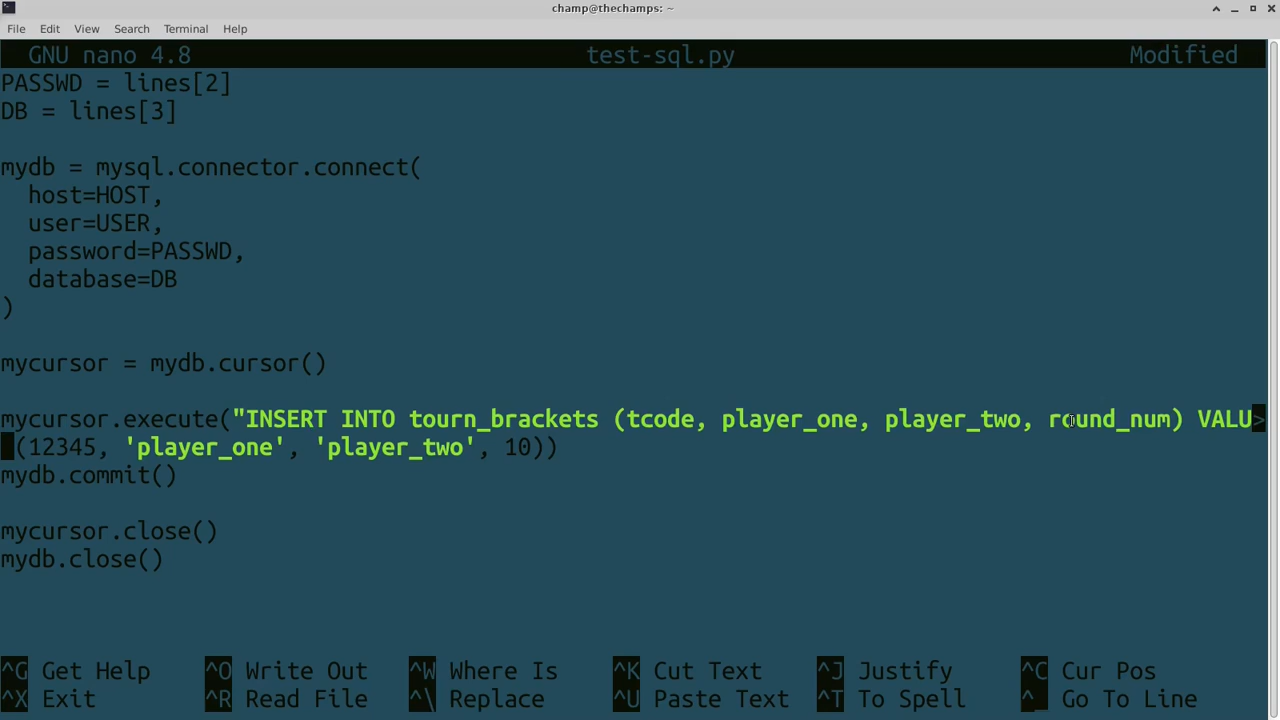 champ@thechamps: ~
File Edit View Search Terminal Help
GNU nano 4.8 test-sql.py Modified
PASSWD = lines[2]
DB = lines[3]
mydb = mysql.connector.connect(
host=HOST,
user=USER,
password=PASSWD,
database=DB
)
mycursor = mydb.cursor()
mycursor.execute("INSERT INTO tourn_brackets (tcode, player_one, player_two, round_num) VALU>
(12345, 'player_one', 'player_two', 10))
mydb.commit()
mycursor.close()
mydb.close()
^G Get Help ^O Write Out ^W Where Is ^K Cut Text ^J Justify ^C Cur Pos
^X Exit ^R Read File ^\ Replace ^U Paste Text ^T To Spell ^_ Go To Line